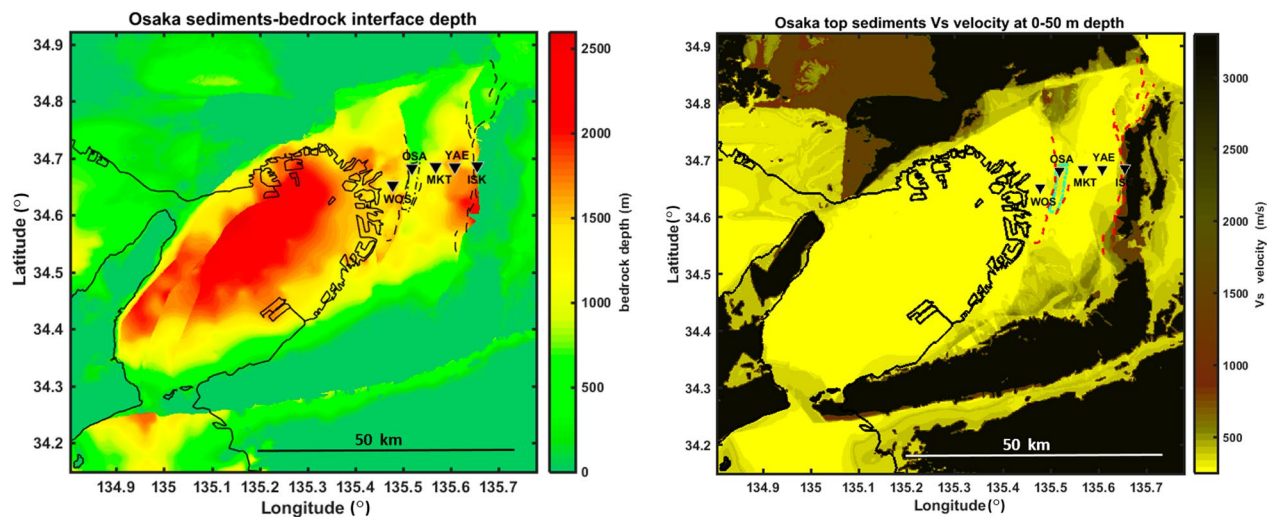 Osaka sediments-bedrock interface depth
34.9
34.8
34.7
34.6
34.5
34.4
34.3
34.2
Latitude (°)
OSA
YAE
WOS
MKT
ISK
50 km
134.9
135
135.1
135.2
135.3
135.4
135.5
135.6
135.7
Longitude (°)
2500
2000
1500
1000
500
0
bedrock depth (m)
Osaka top sediments Vs velocity at 0-50 m depth
34.9
34.8
34.7
34.6
34.5
34.4
34.3
34.2
Latitude (°)
OSA
YAE
WOS
MKT
50 km
134.9
135
135.1
135.2
135.3
135.4
135.5
135.6
135.7
Longitude (°)
3000
2500
2000
1500
1000
500
Vs velocity (m/s)